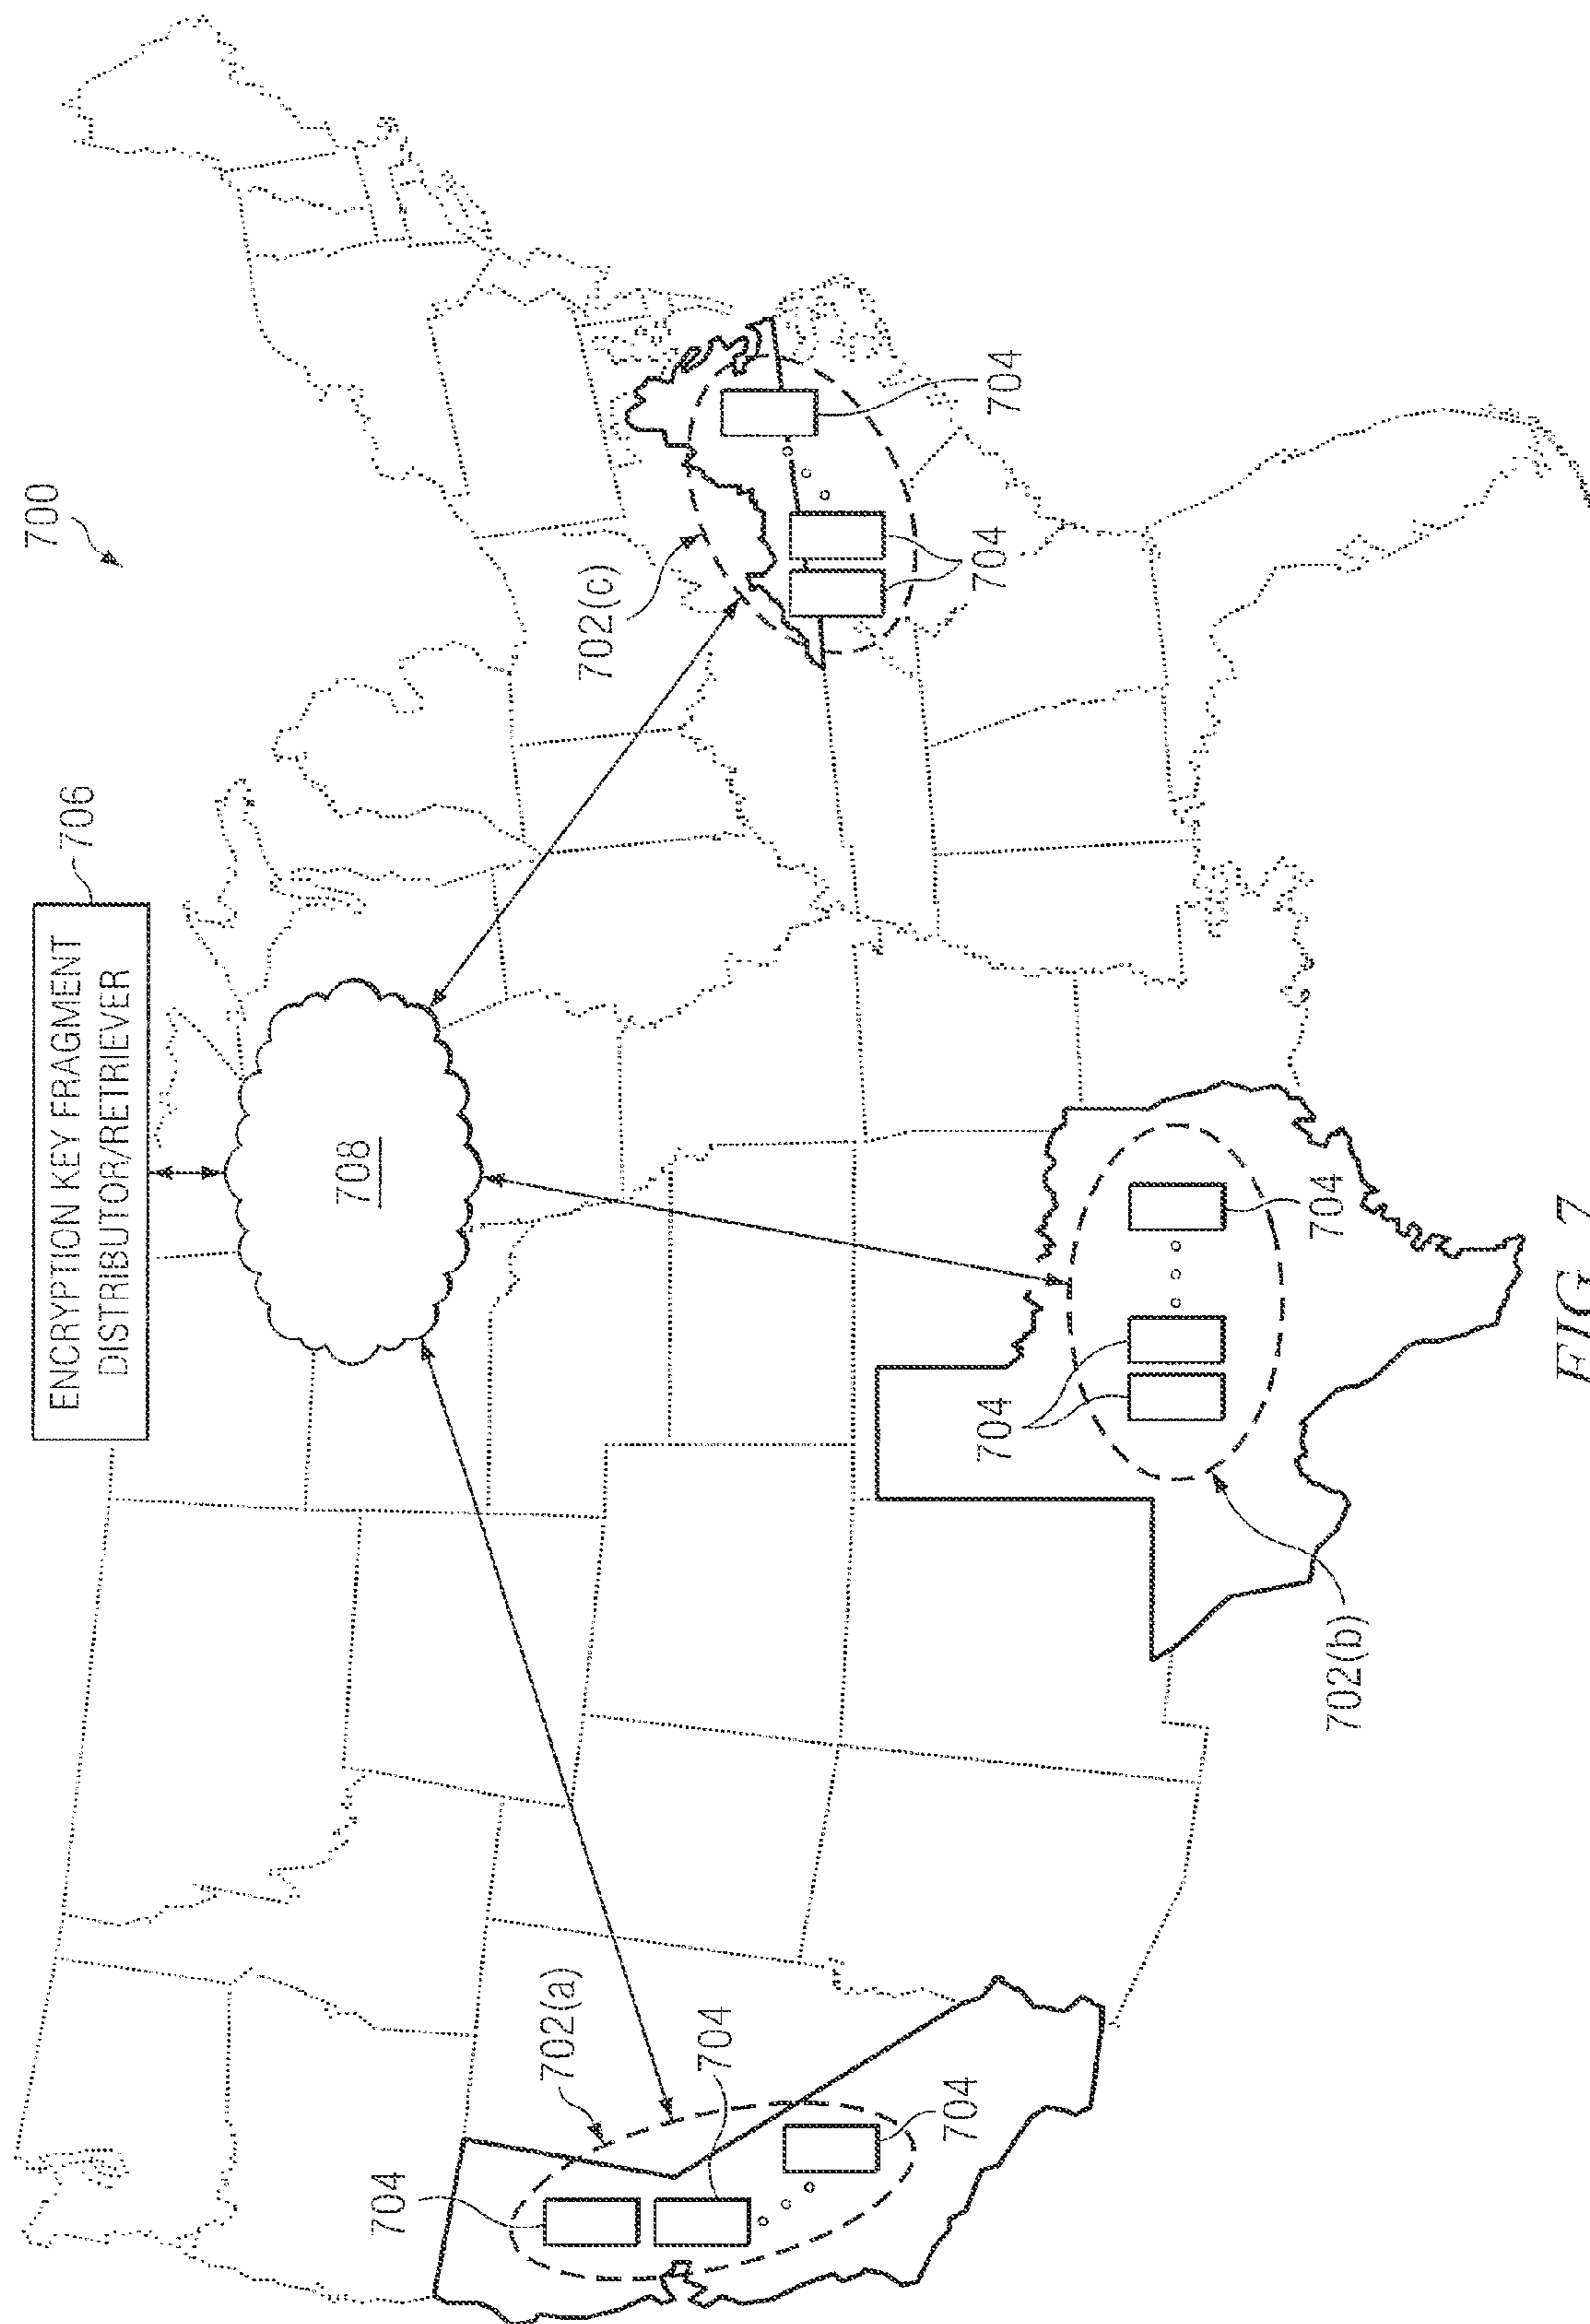 700
ENCRYPTION KEY FRAGMENT
DISTRIBUTOR/RETRIEVER
706
708
702(a)
704
704
704
702(b)
704
704
702(c)
704
704
FIG. 7